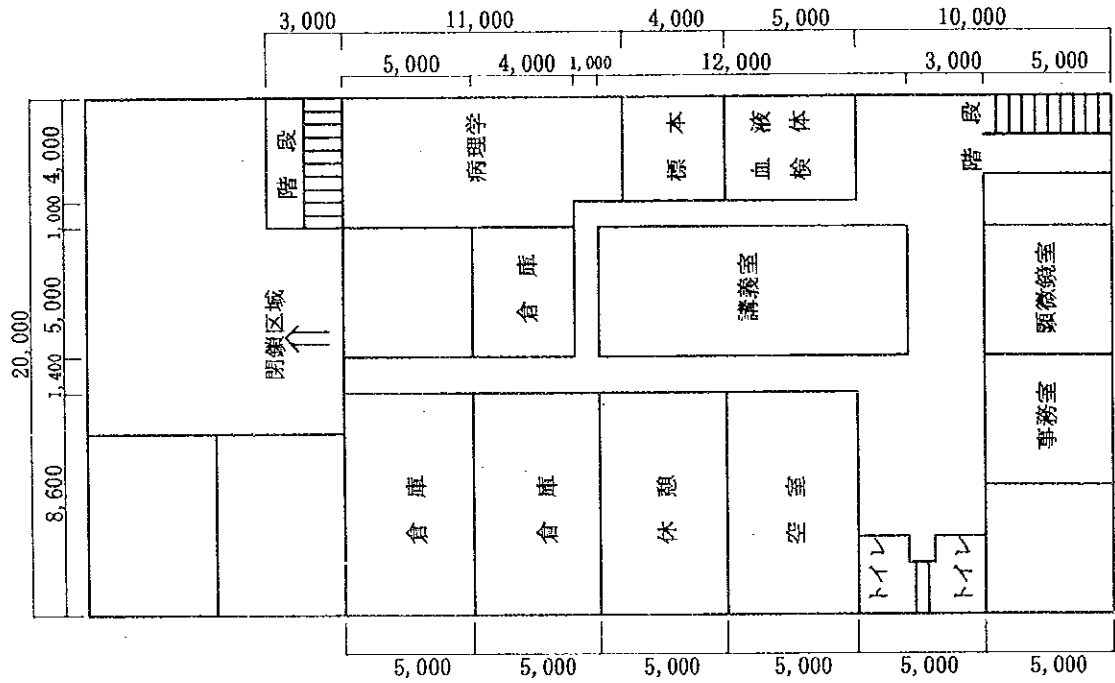 3,000
11,000
4,000
5,000
10,000
5,000
4,000
1,000
12,000
3,000
5,000
20,000
4,000
1,000
5,000
1,400
8,600
階段
病理学
標本
血液
検体
階段
倉庫
講義室
顕微鏡室
閉鎖区域
事務室
倉庫
倉庫
休憩
空室
トイレ
トイレ
5,000
5,000
5,000
5,000
5,000
5,000